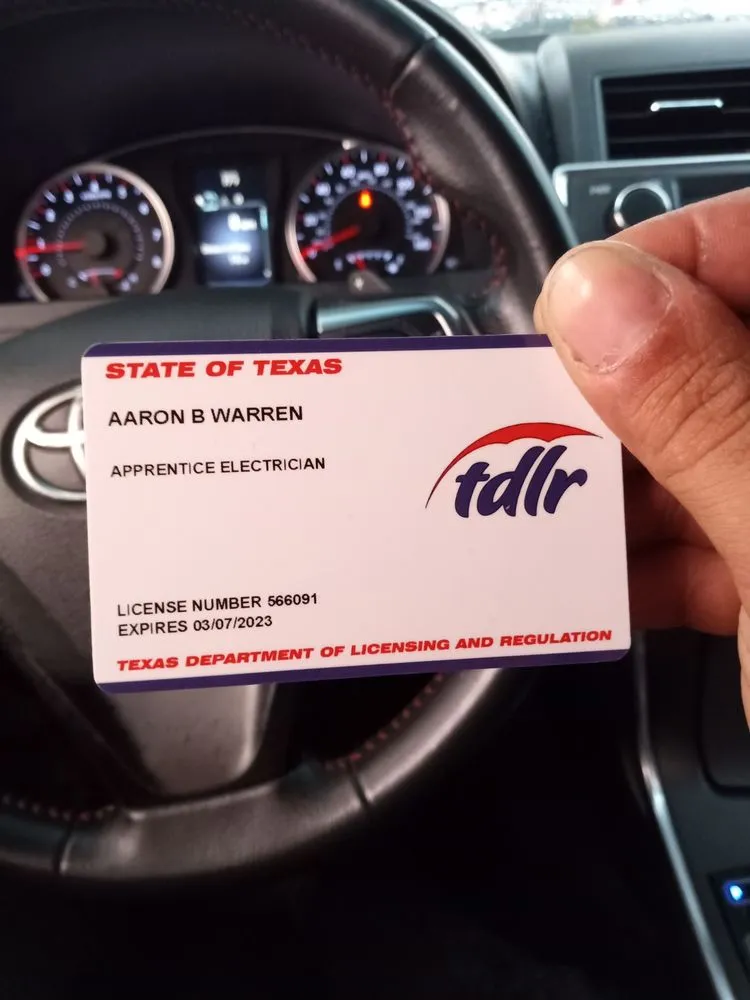 STATE OF TEXAS
AARON B WARREN
APPRENTICE ELECTRICIAN
tdlr
LICENSE NUMBER 566091
EXPIRES 03/07/2023
TEXAS DEPARTMENT OF LICENSING AND REGULATION